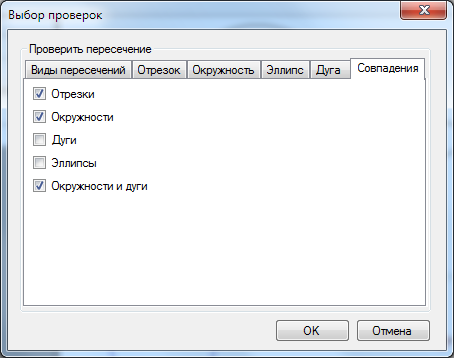 Выбор проверок
Проверить пересечение
Виды пересечений Отрезок Окружность Эллипс Дуга Совпадения
Отрезки
Окружности
Дуги
Эллипсы
Окружности и дуги
OK Отмена